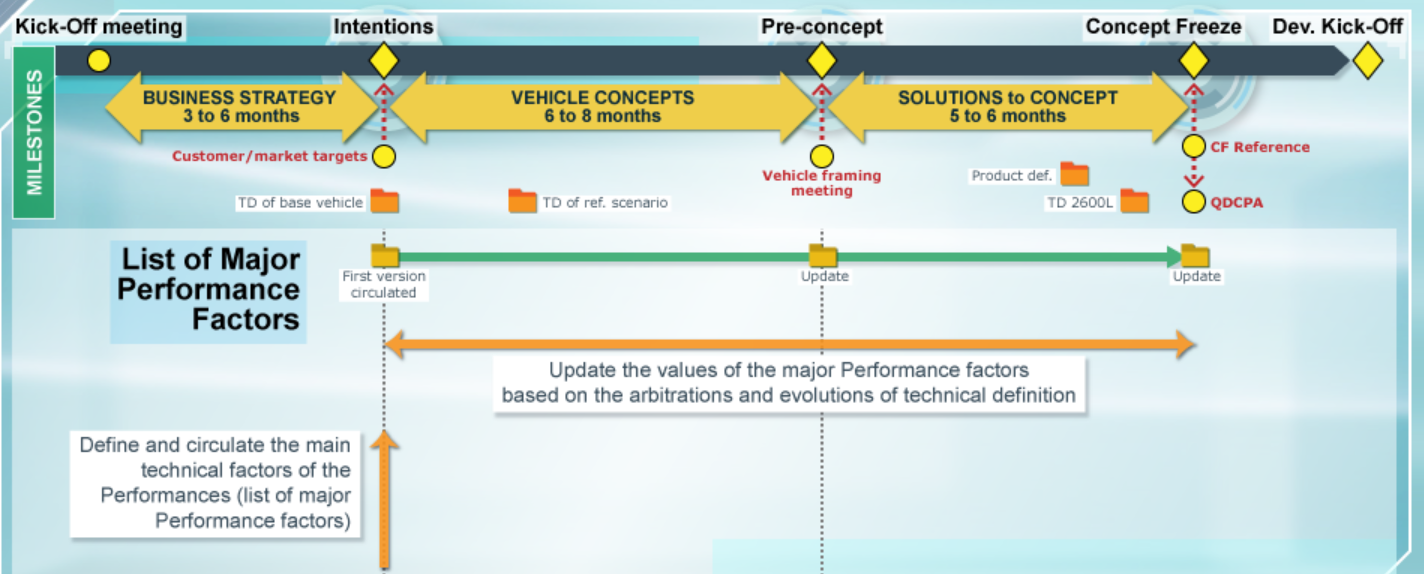 Kick-Off meeting
Intentions
Pre-concept
Concept Freeze
Dev. Kick-Off
MILESTONES
BUSINESS STRATEGY
3 to 6 months
VEHICLE CONCEPTS
6 to 8 months
SOLUTIONS to CONCEPT
5 to 6 months
Customer/market targets
Vehicle framing
meeting
CF Reference
Product def.
TD of base vehicle
TD of ref. scenario
TD 2600L
QDCPA
List of Major
Performance
Factors
First version
circulated
Update
Update
Update the values of the major Performance factors
based on the arbitrations and evolutions of technical definition
Define and circulate the main
technical factors of the
Performances (list of major
Performance factors)